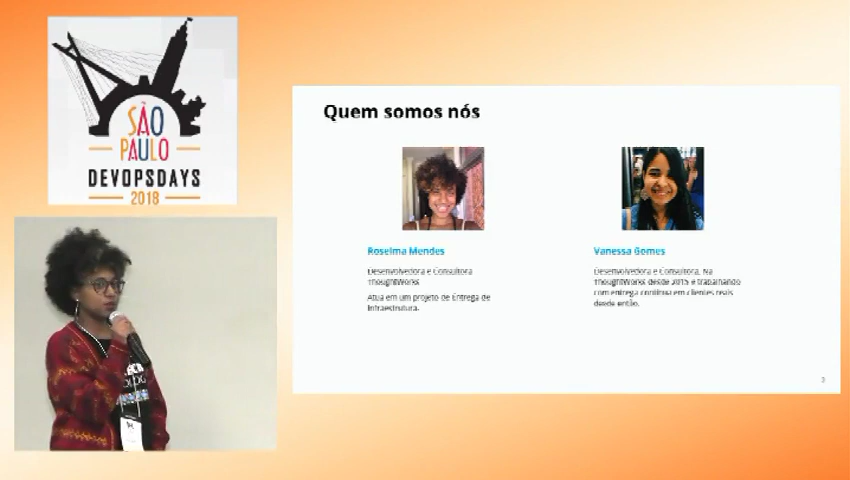 SÃO
PAULO
DEVOPSDAYS
2018
Quem somos nós
Roselma Mendes
Desenvolvedora e Consultora
ThoughtWorks
Atua em um projeto de Entrega de
Infraestrutura.
Vanessa Gomes
Desenvolvedora e Consultora. Na
ThoughtWorks desde 2015 e trabalhando
com entrega contínua em clientes reais
desde então.